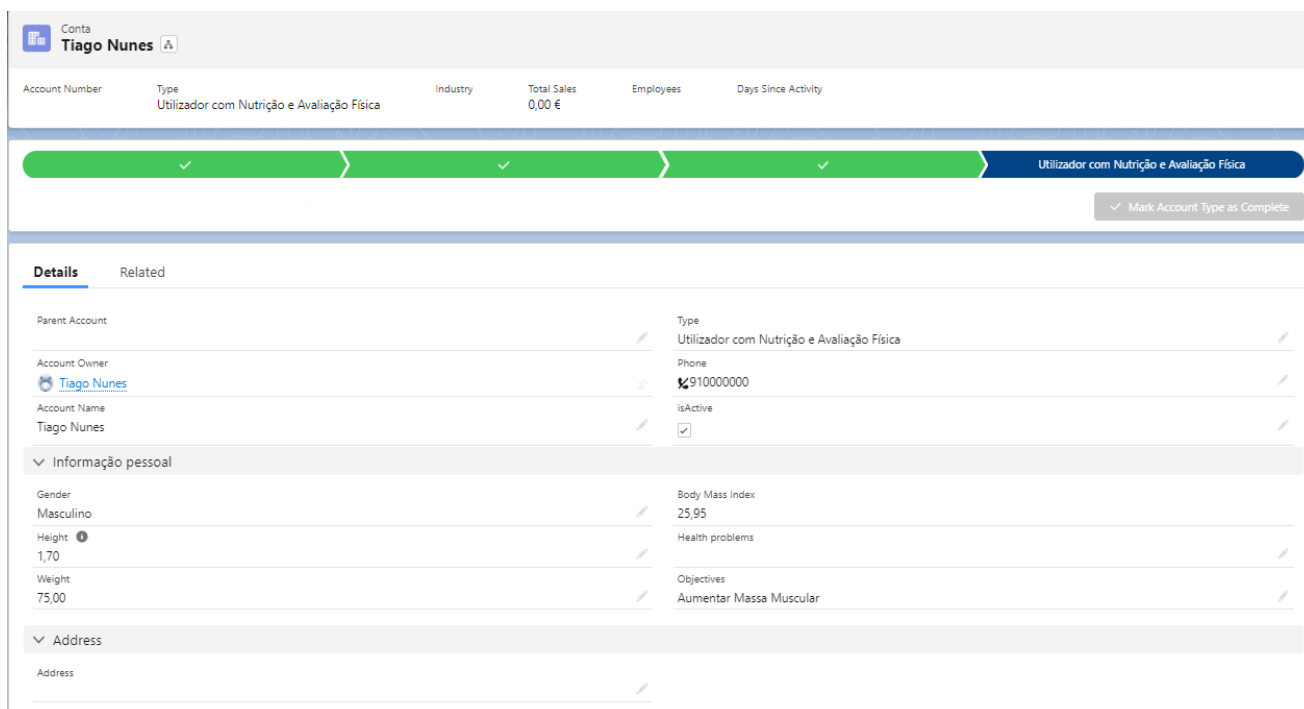 Conta
Tiago Nunes
Account Number Type Industry Total Sales Employees Days Since Activity
Utilizador com Nutrição e Avaliação Física 0,00 €
Utilizador com Nutrição e Avaliação Física
Mark Account Type as Complete
Details Related
Parent Account Type
Utilizador com Nutrição e Avaliação Física
Account Owner Phone
Tiago Nunes 910000000
Account Name isActive
Tiago Nunes
Informação pessoal
Gender Body Mass Index
Masculino 25,95
Height Health problems
1,70
Weight Objectives
75,00 Aumentar Massa Muscular
Address
Address